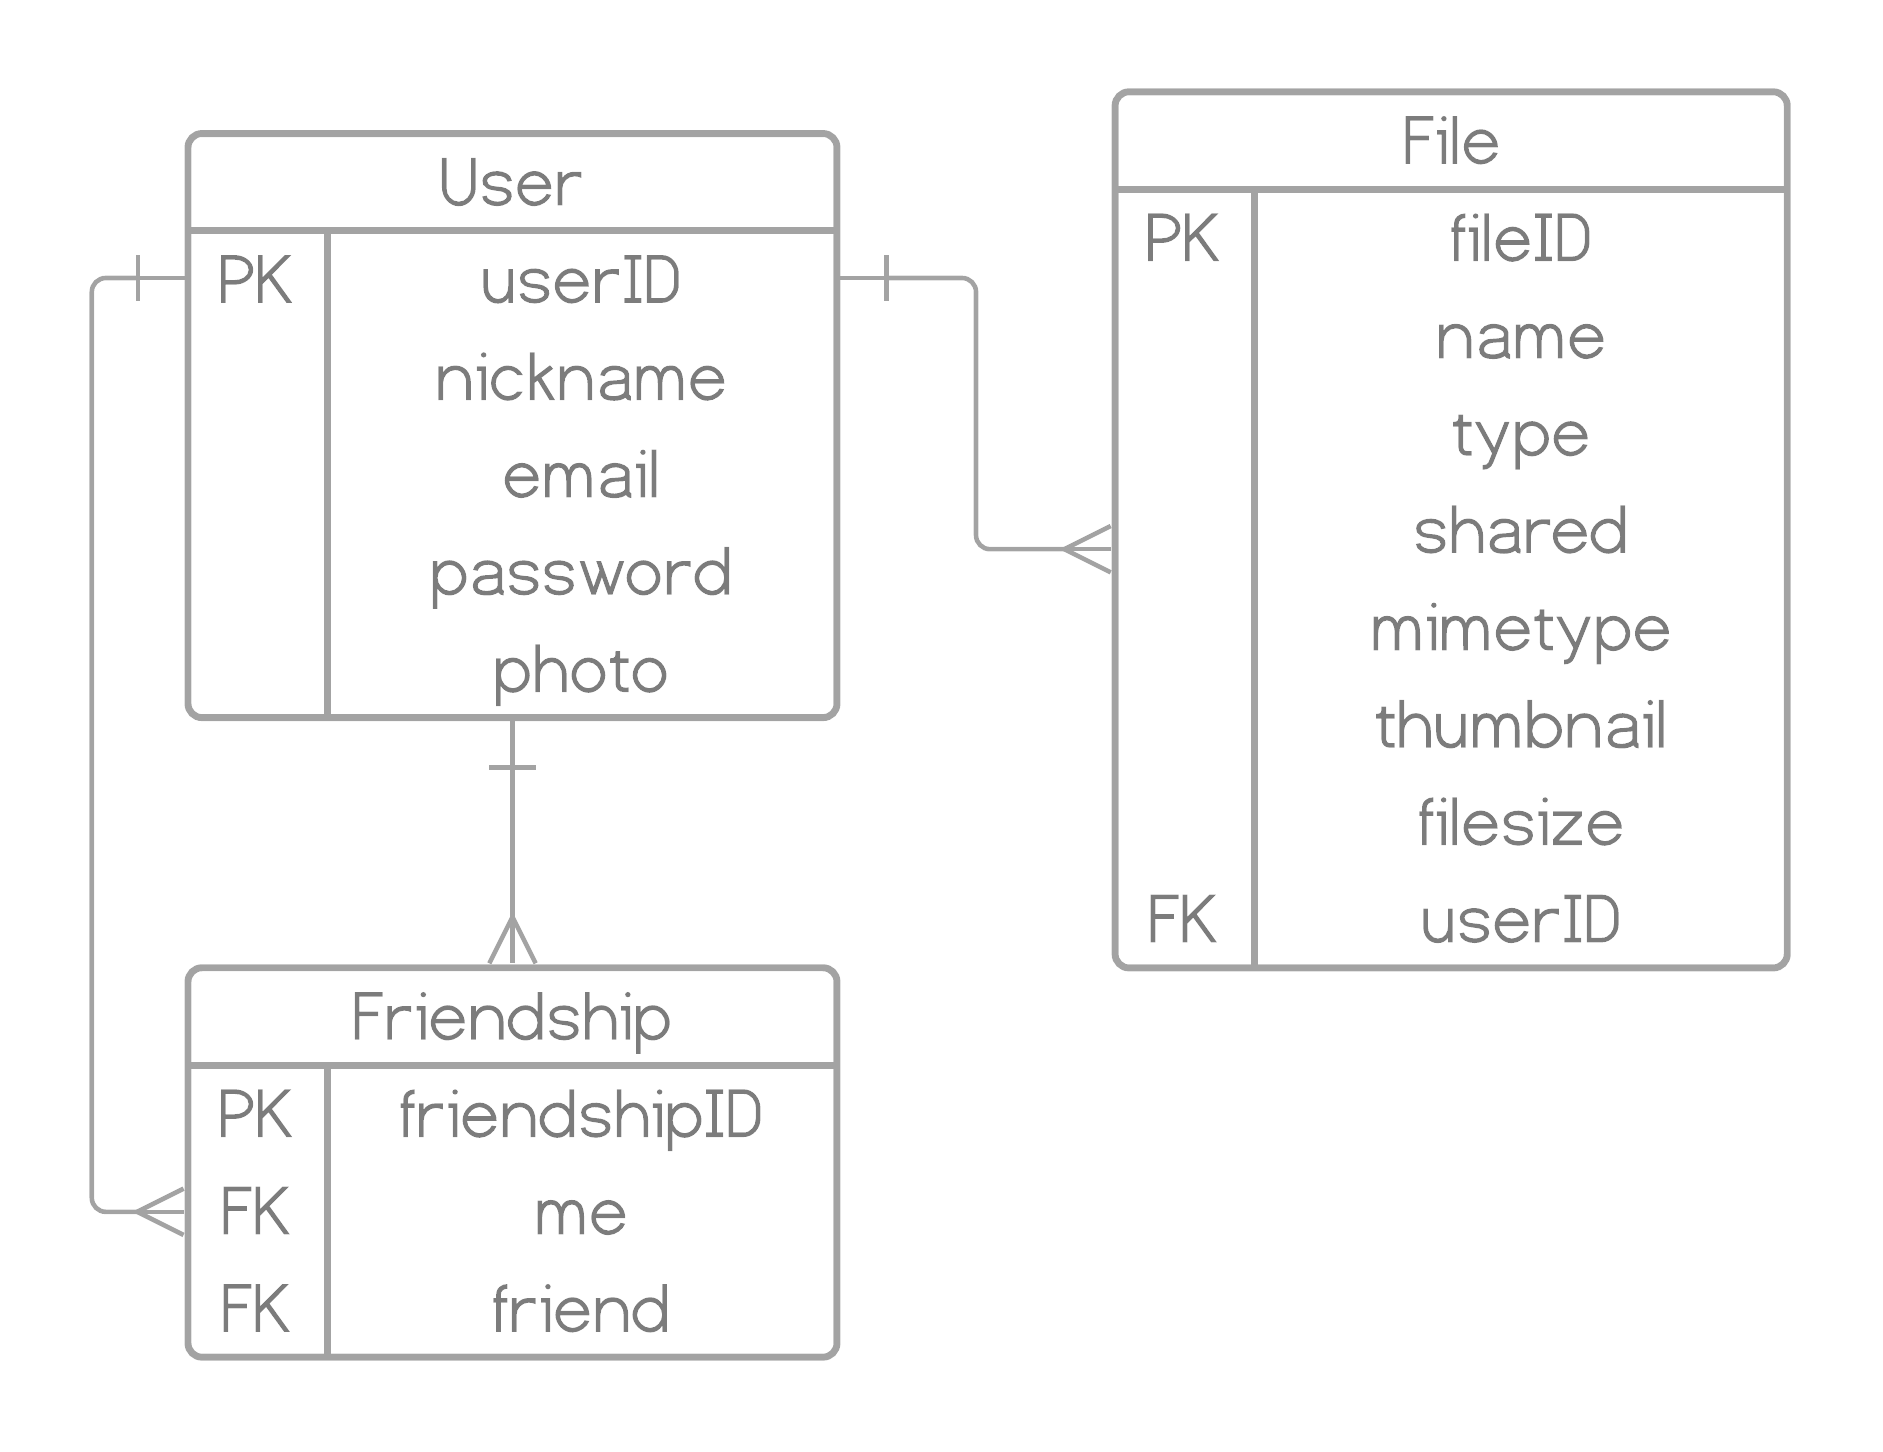 User
PK userID
nickname
email
password
photo
File
PK fileID
name
type
shared
mimetype
thumbnail
filesize
FK userID
Friendship
PK friendshipID
FK me
FK friend